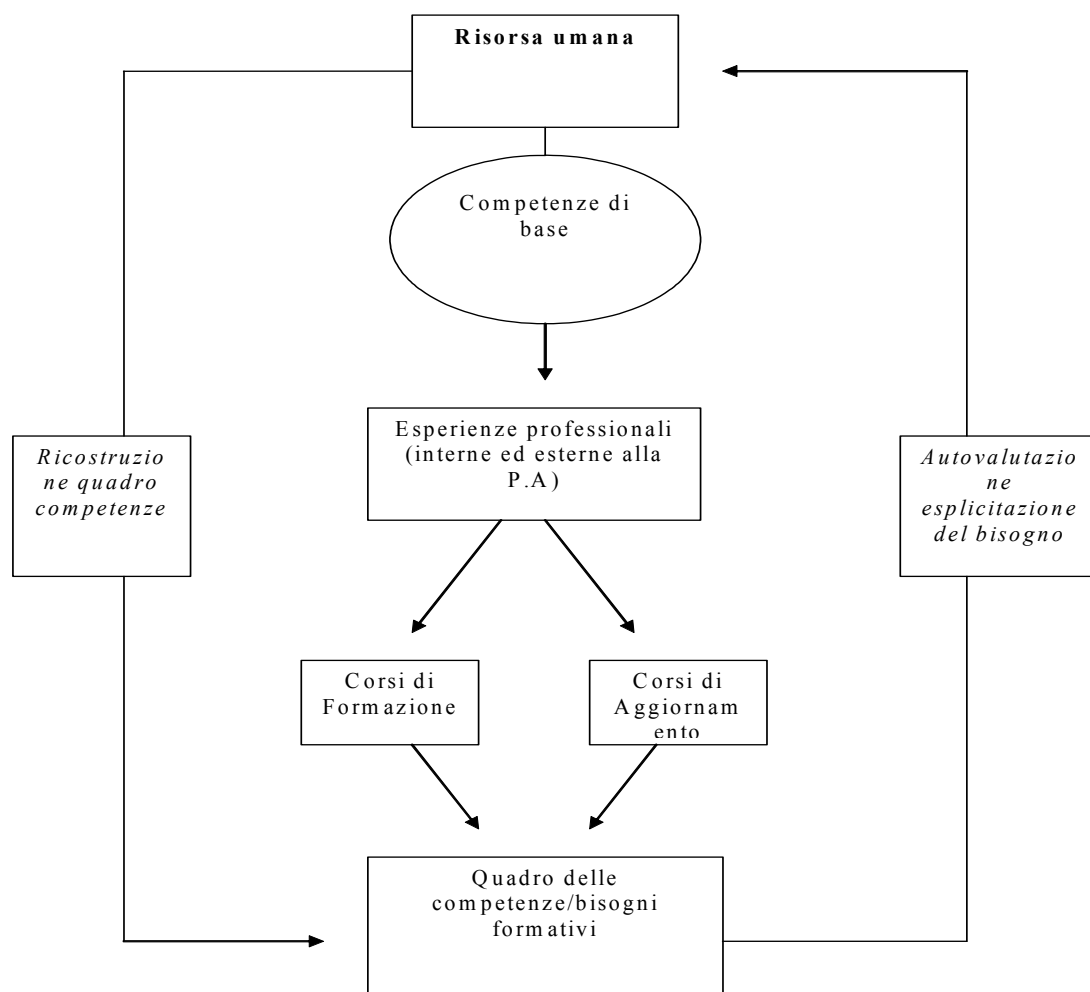 Risorsa umana
Competenze di
base
Esperienze professionali
(interne ed esterne alla
P.A)
Ricostruzio
ne quadro
competenze
Autovalutazio
ne
esplicitazione
del bisogno
Corsi di
Formazione
Corsi di
Aggiornam
ento
Quadro delle
competenze/bisogni
formativi